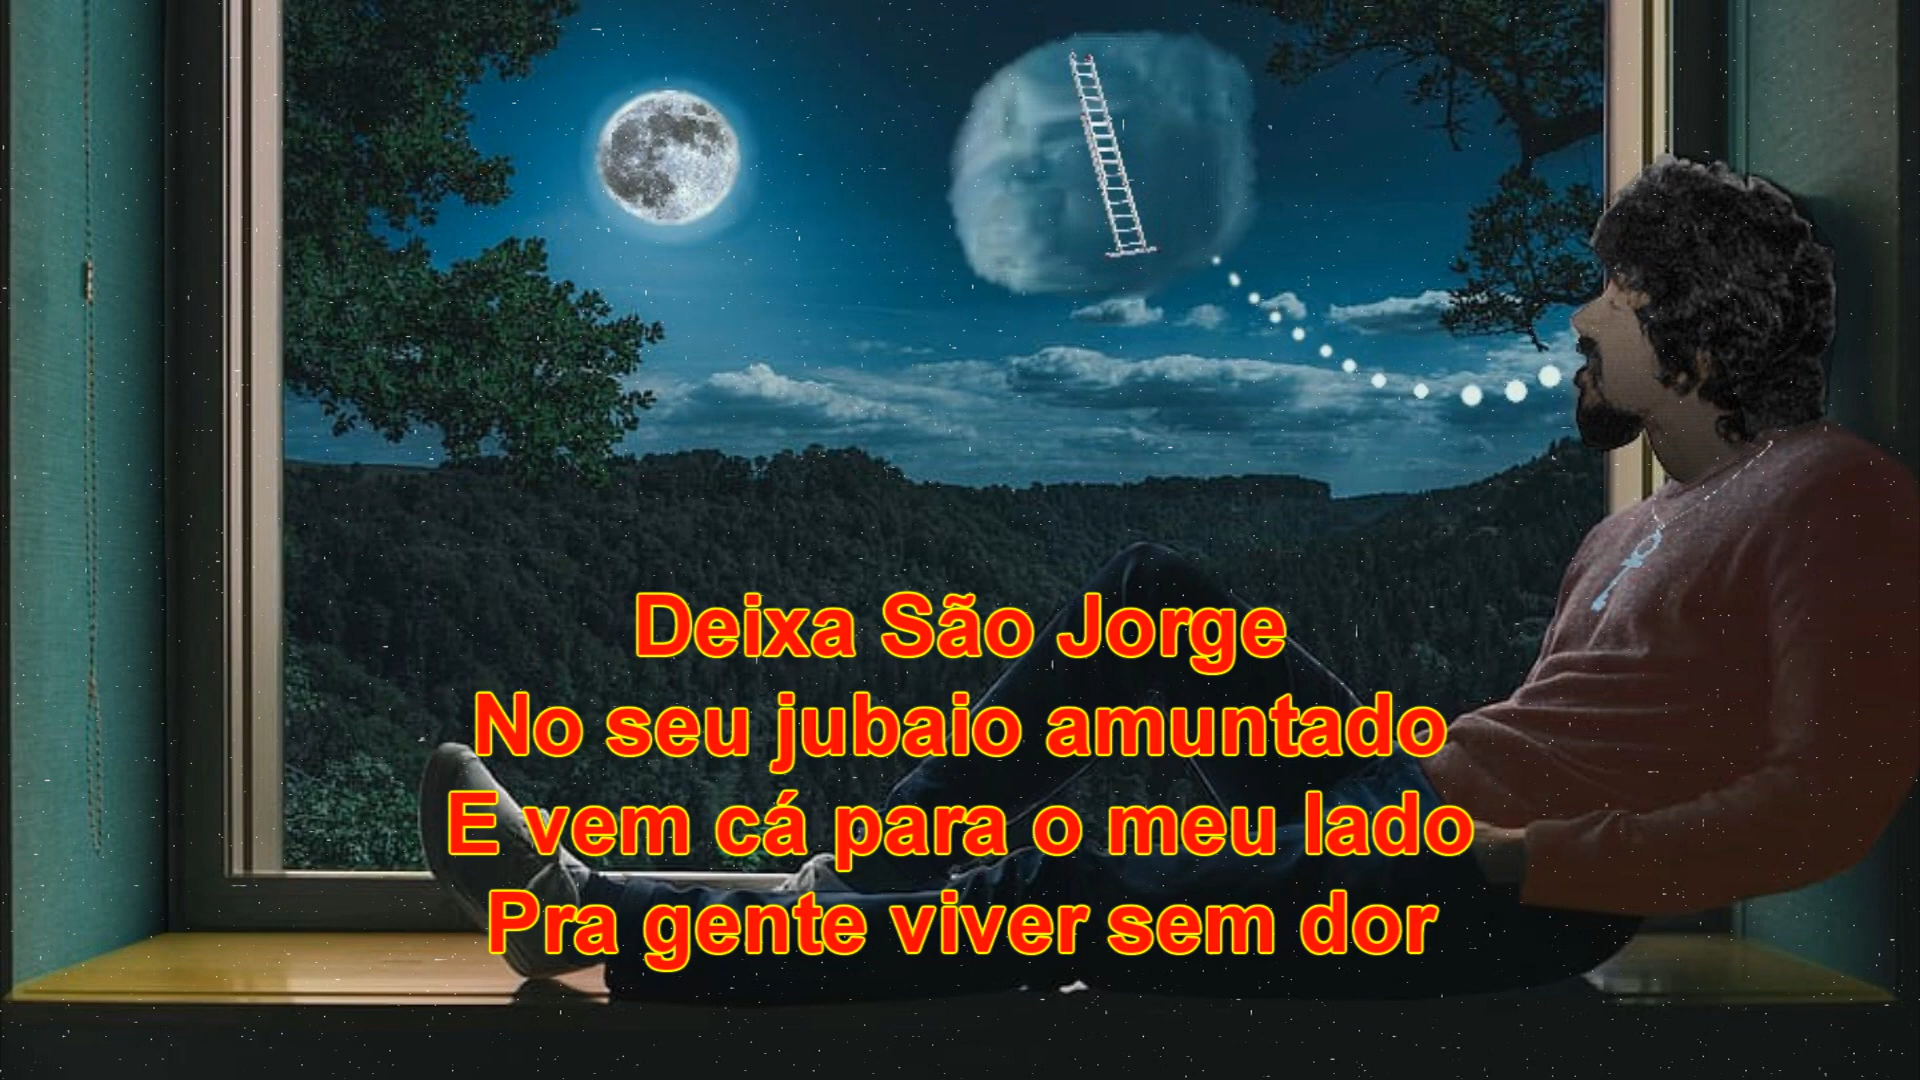 Deixa São Jorge
No seu jubaio amuntado
E vem cá para o meu lado
Pra gente viver sem dor